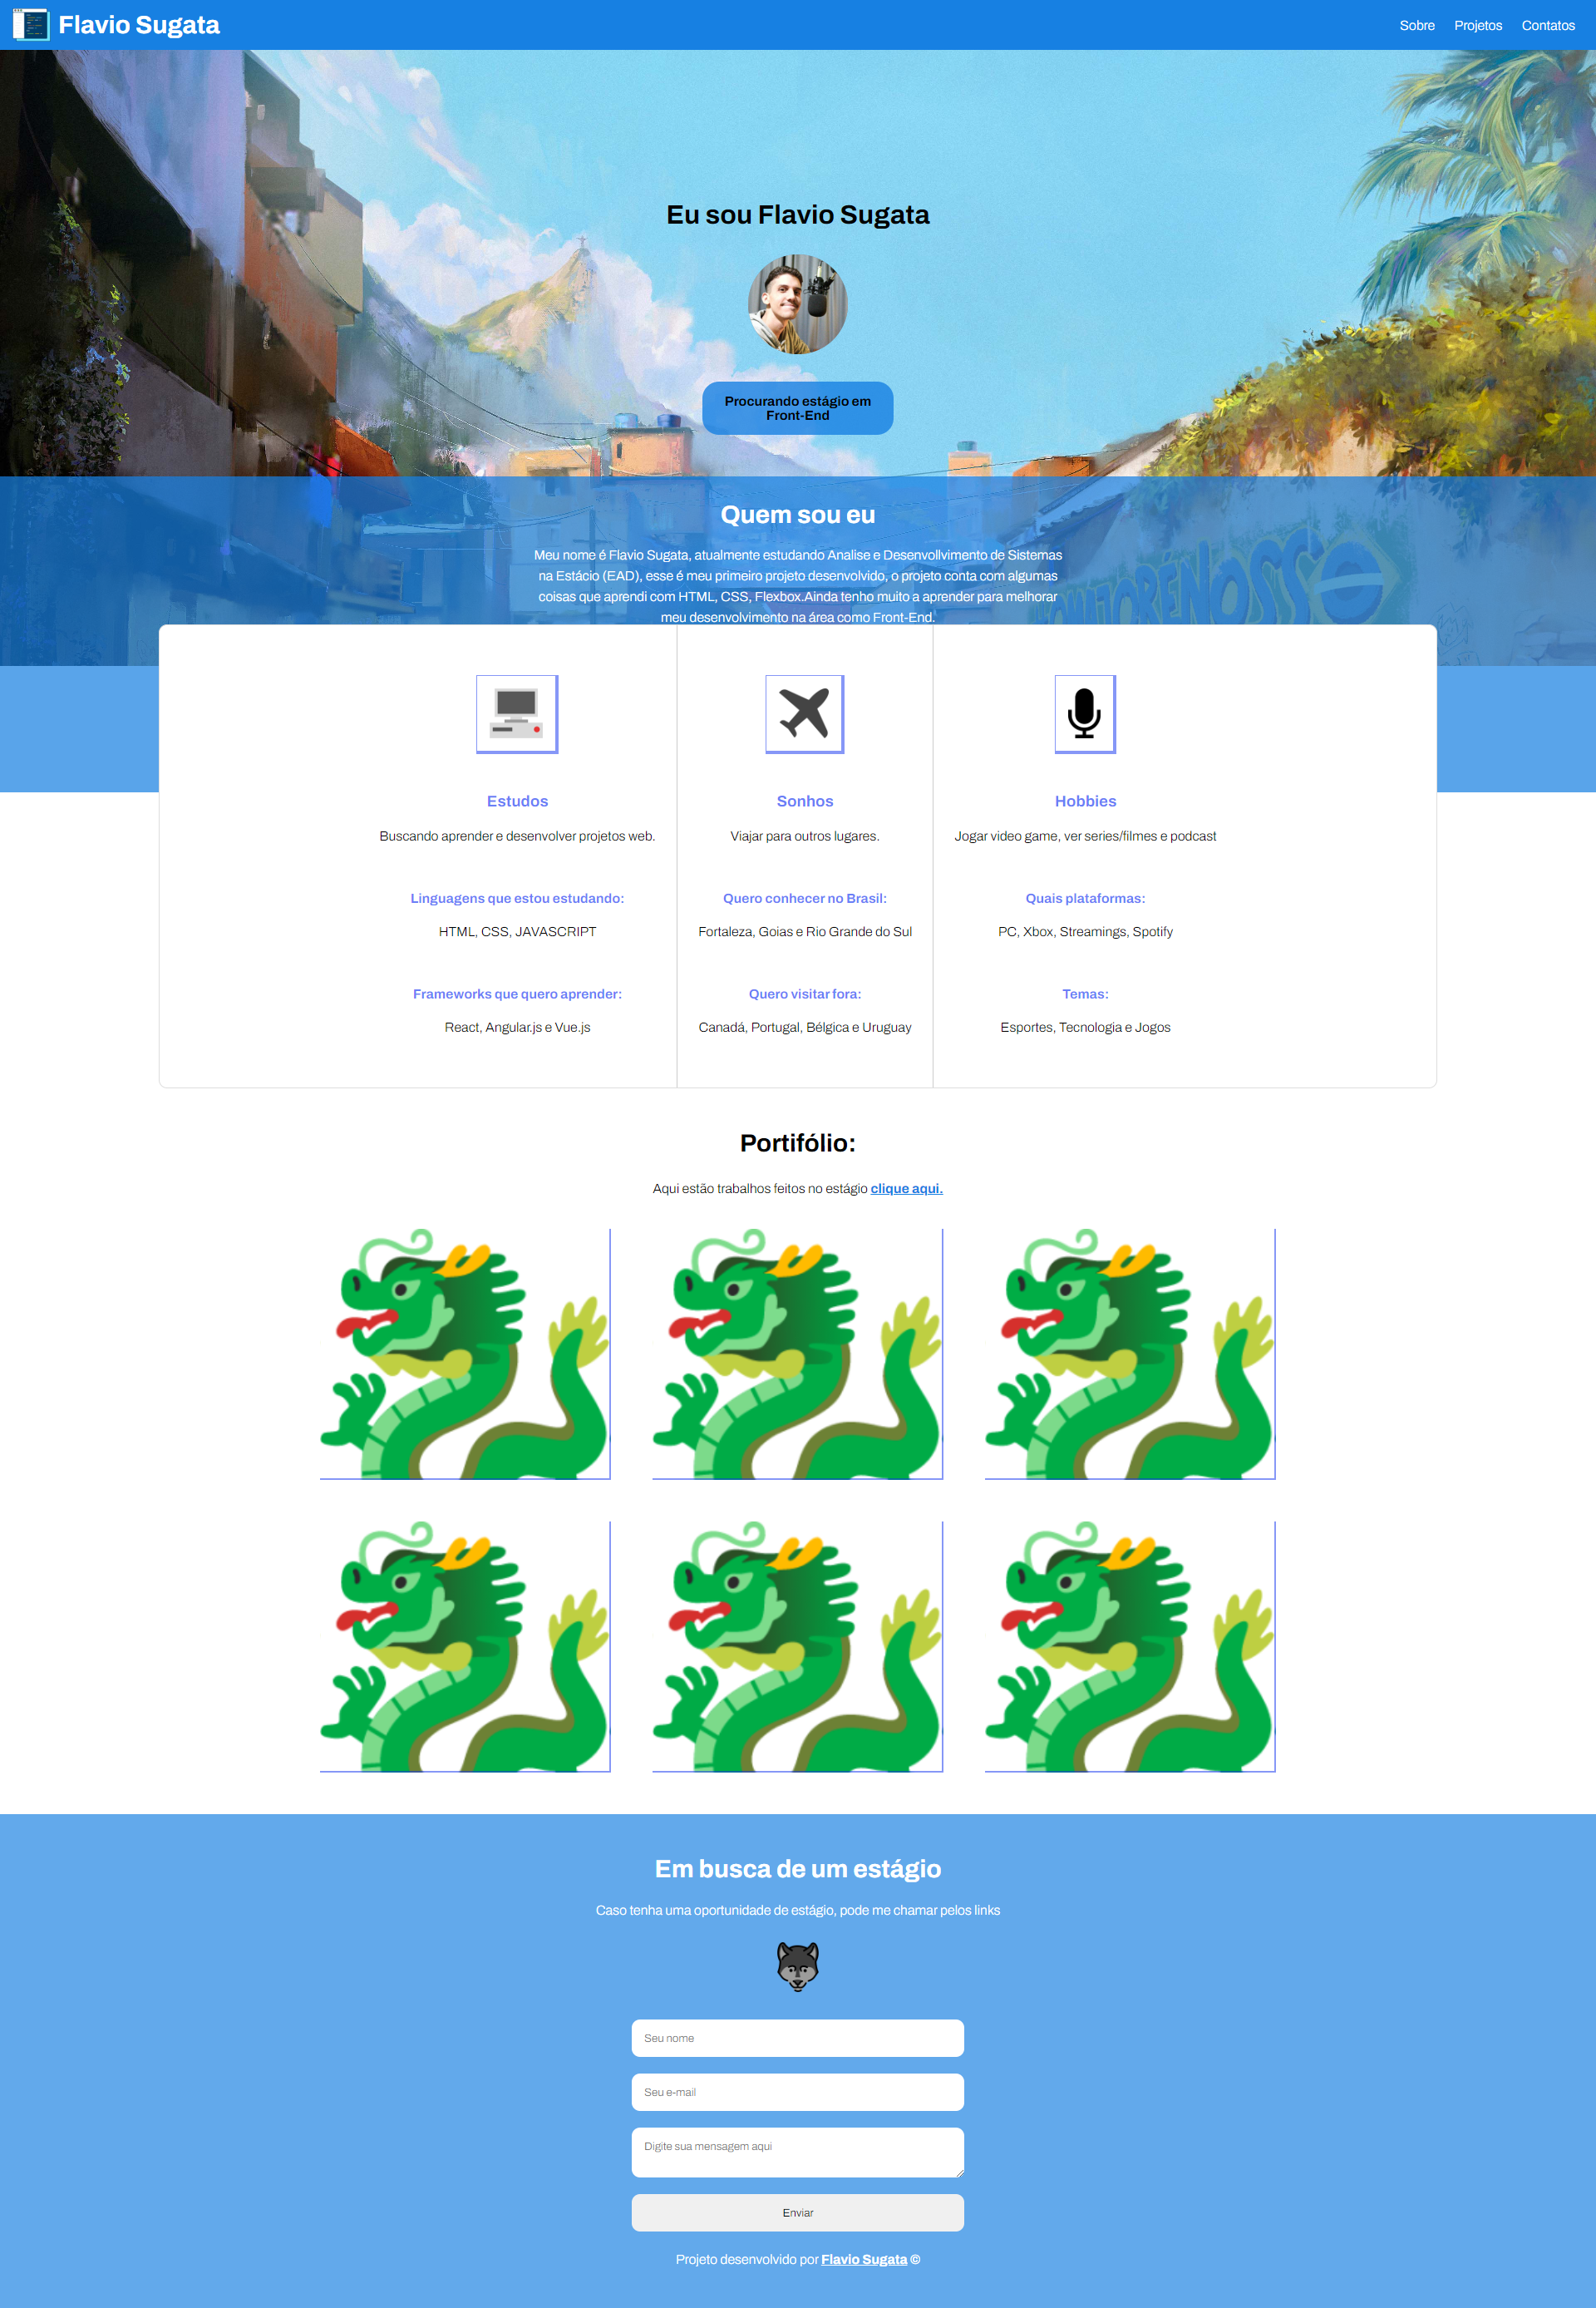 Flavio Sugata
Sobre Projetos Contatos
Eu sou Flavio Sugata
Procurando estágio em
Front-End
Quem sou eu
Meu nome é Flavio Sugata, atualmente estudando Analise e Desenvollvimento de Sistemas
na Estácio (EAD), esse é meu primeiro projeto desenvolvido, o projeto conta com algumas
coisas que aprendi com HTML, CSS, Flexbox.Ainda tenho muito a aprender para melhorar
meu desenvolvimento na área como Front-End.
Estudos
Buscando aprender e desenvolver projetos web.
Linguagens que estou estudando:
HTML, CSS, JAVASCRIPT
Frameworks que quero aprender:
React, Angular.js e Vue.js
Sonhos
Viajar para outros lugares.
Quero conhecer no Brasil:
Fortaleza, Goias e Rio Grande do Sul
Quero visitar fora:
Canadá, Portugal, Bélgica e Uruguay
Hobbies
Jogar video game, ver series/filmes e podcast
Quais plataformas:
PC, Xbox, Streamings, Spotify
Temas:
Esportes, Tecnologia e Jogos
Portifólio:
Aqui estão trabalhos feitos no estágio clique aqui.
Em busca de um estágio
Caso tenha uma oportunidade de estágio, pode me chamar pelos links
Seu nome
Seu e-mail
Digite sua mensagem aqui
Enviar
Projeto desenvolvido por Flavio Sugata ©